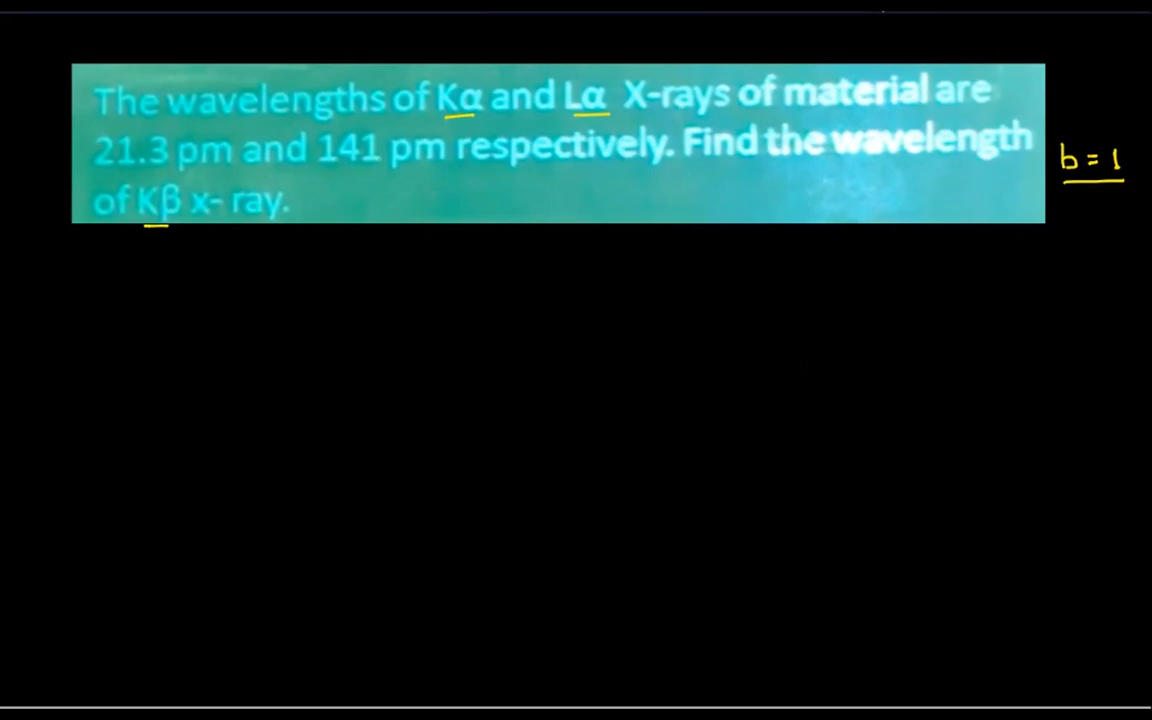 The wavelengths of Kα and Lα X-rays of material are
21.3 pm and 141 pm respectively. Find the wavelength
of Kβ x- ray.
b = 1